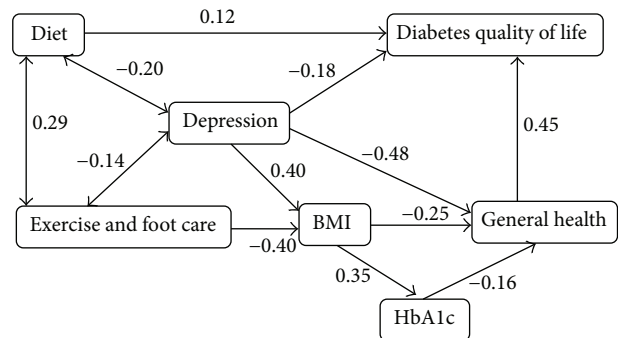 0.12
Diet
Diabetes quality of life
−0.20
−0.18
0.29
Depression
0.45
−0.14
−0.48
0.40
Exercise and foot care
BMI
−0.25
General health
−0.40
0.35
−0.16
HbA1c